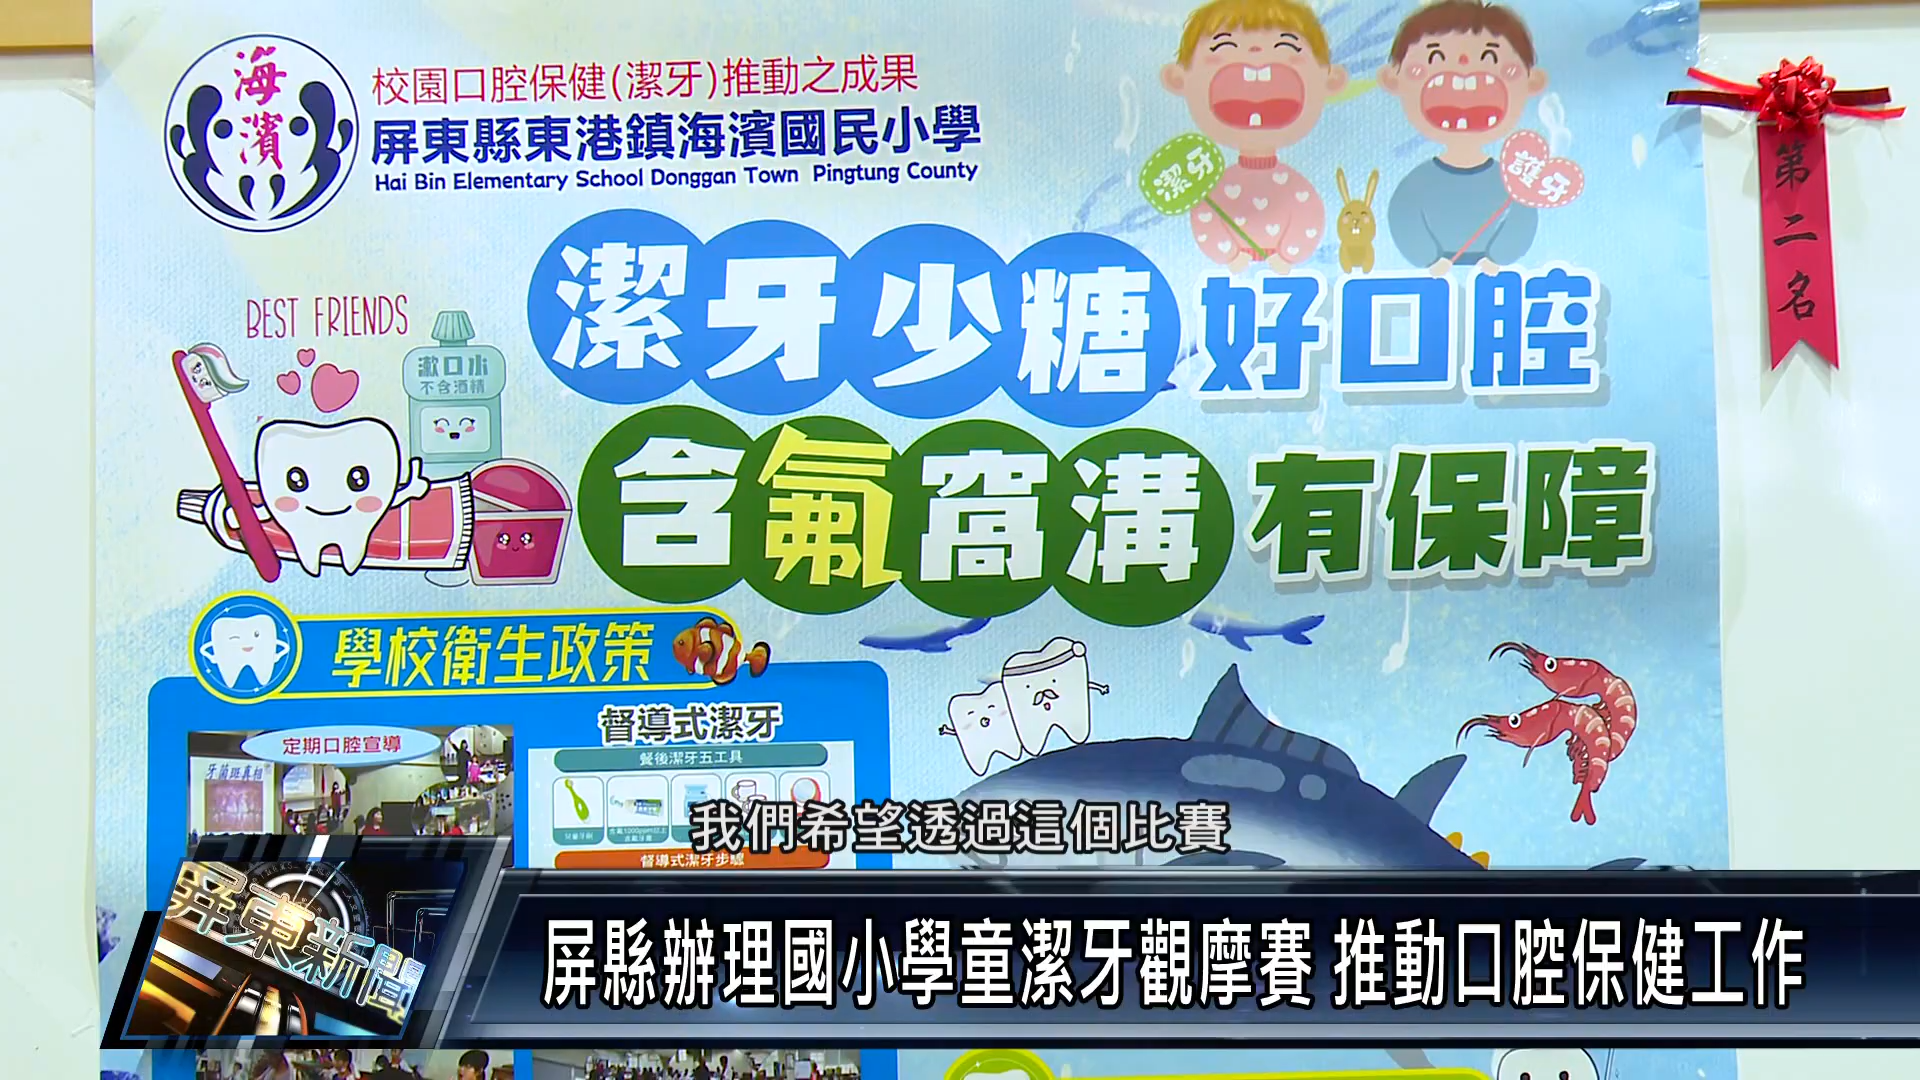 海濱
校園口腔保健(潔牙)推動之成果
屏東縣東港鎮海濱國民小學
Hai Bin Elementary School Donggan Town Pingtung County
潔牙
護牙
第二名
BEST FRIENDS
漱口水
不含酒精
潔牙少糖 好口腔
含氟窩溝 有保障
學校衛生政策
定期口腔宣導
牙菌斑真相
督導式潔牙
餐後潔牙五工具
督導式潔牙步驟
我們希望透過這個比賽
屏東新聞
屏縣辦理國小學童潔牙觀摩賽 推動口腔保健工作